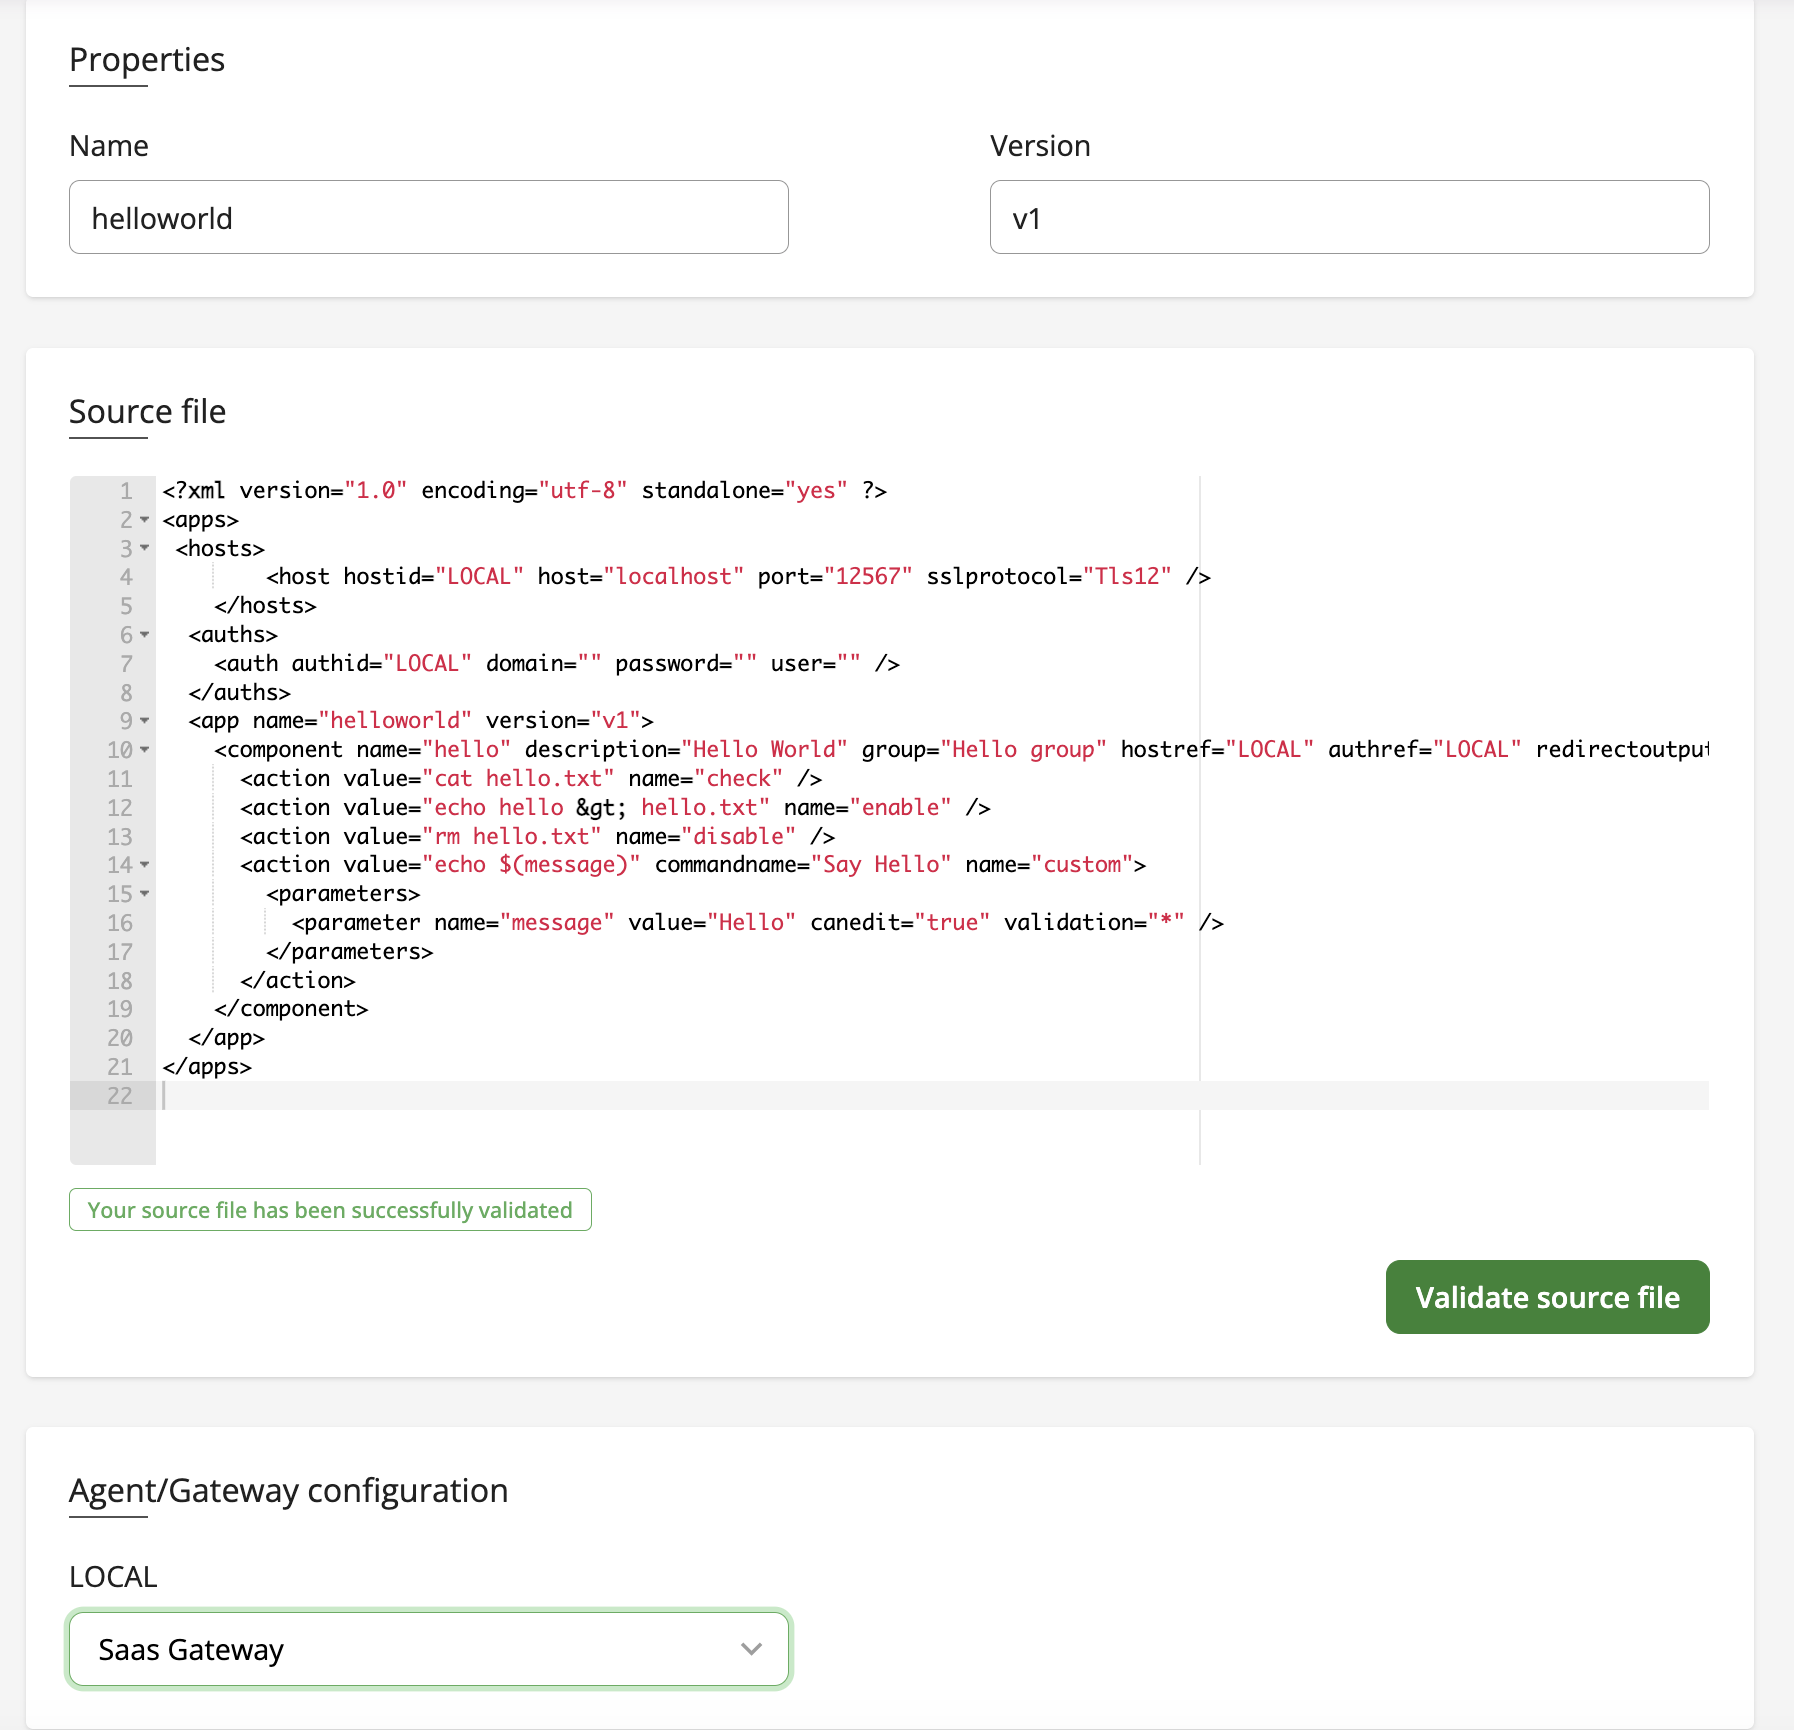 Properties
Name
Version
helloworld
v1
Source file
1 <?xml version="1.0" encoding="utf-8" standalone="yes" ?>
2 <apps>
3 <hosts>
4 <host hostid="LOCAL" host="localhost" port="12567" sslprotocol="Tls12" />
5 </hosts>
6 <auths>
7 <auth authid="LOCAL" domain="" password="" user="" />
8 </auths>
9 <app name="helloworld" version="v1">
10 <component name="hello" description="Hello World" group="Hello group" hostref="LOCAL" authref="LOCAL" redirectoutput
11 <action value="cat hello.txt" name="check" />
12 <action value="echo hello &gt; hello.txt" name="enable" />
13 <action value="rm hello.txt" name="disable" />
14 <action value="echo $(message)" commandname="Say Hello" name="custom">
15 <parameters>
16 <parameter name="message" value="Hello" canedit="true" validation="*" />
17 </parameters>
18 </action>
19 </component>
20 </app>
21 </apps>
22
Your source file has been successfully validated
Validate source file
Agent/Gateway configuration
LOCAL
Saas Gateway